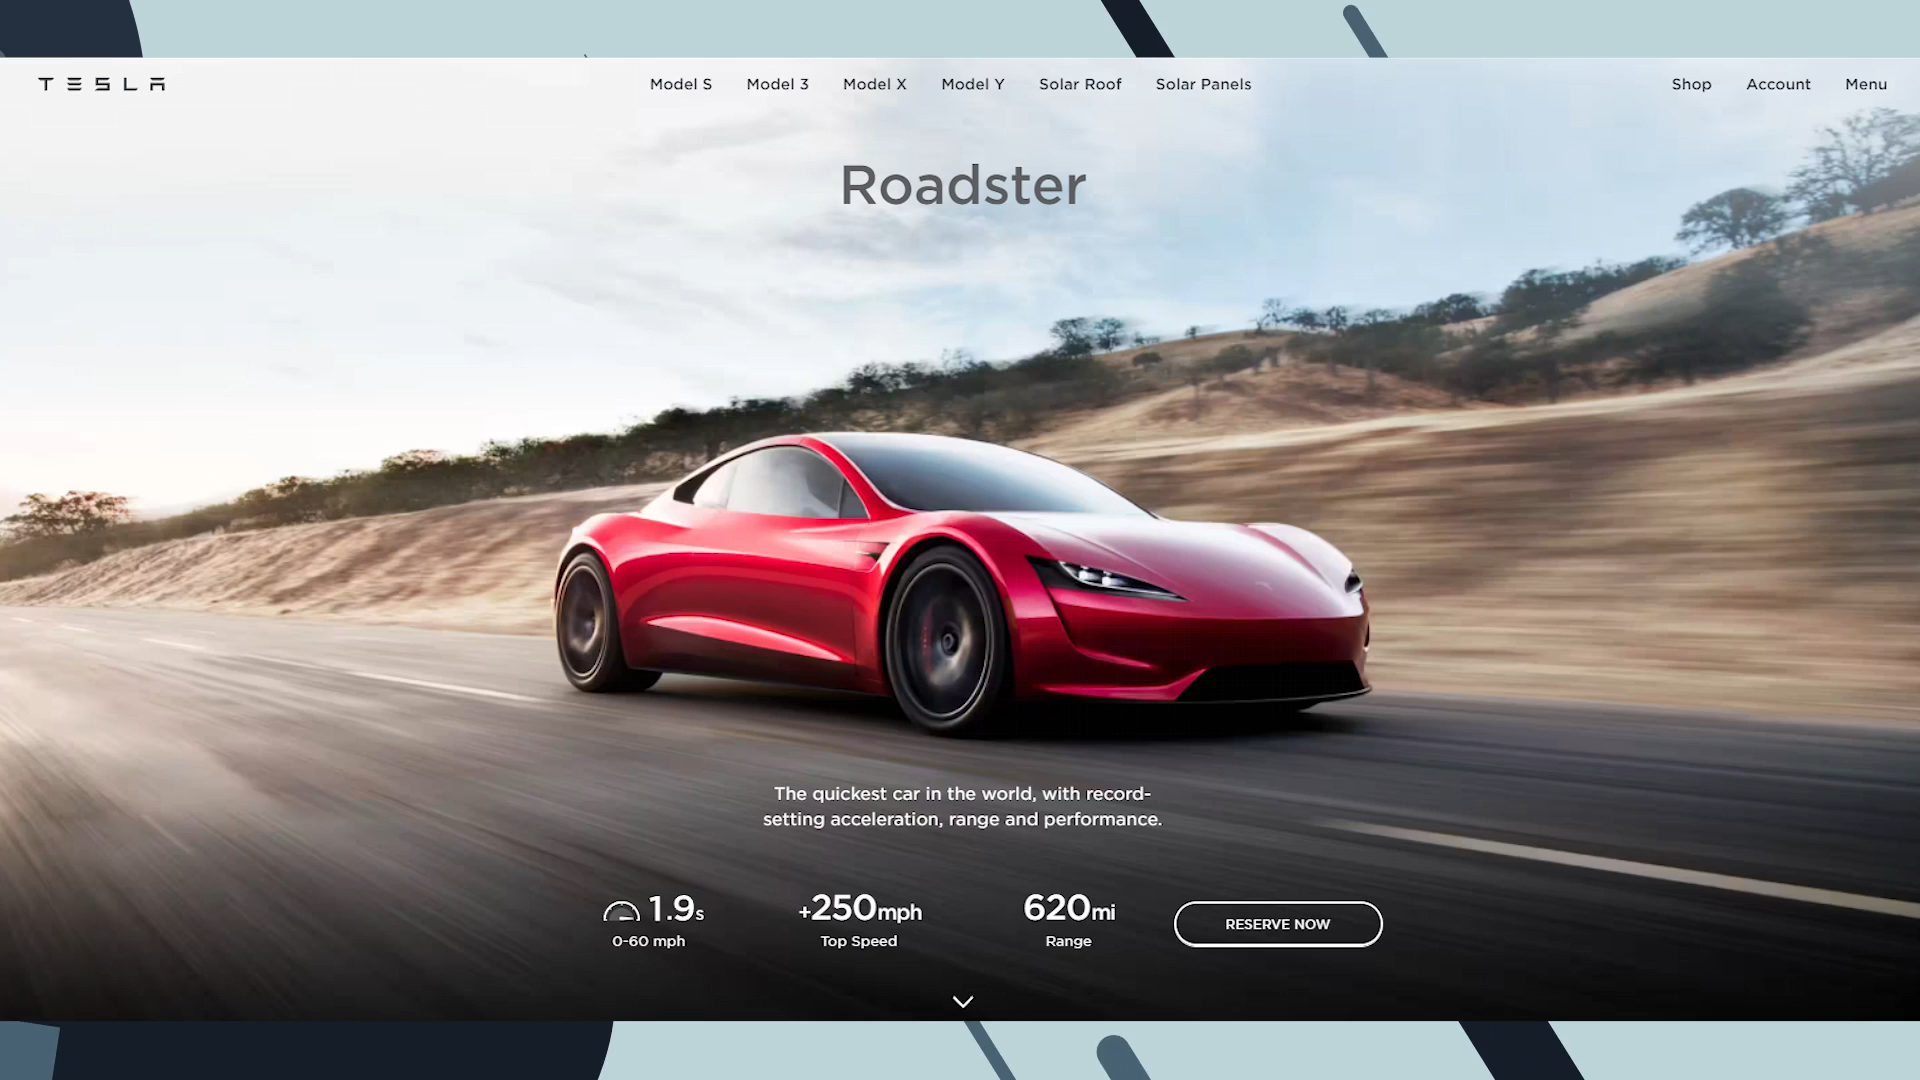 TESLA
Model S Model 3 Model X Model Y Solar Roof Solar Panels
Shop Account Menu
Roadster
The quickest car in the world, with record-
setting acceleration, range and performance.
1.9s
0-60 mph
+250mph
Top Speed
620mi
Range
RESERVE NOW